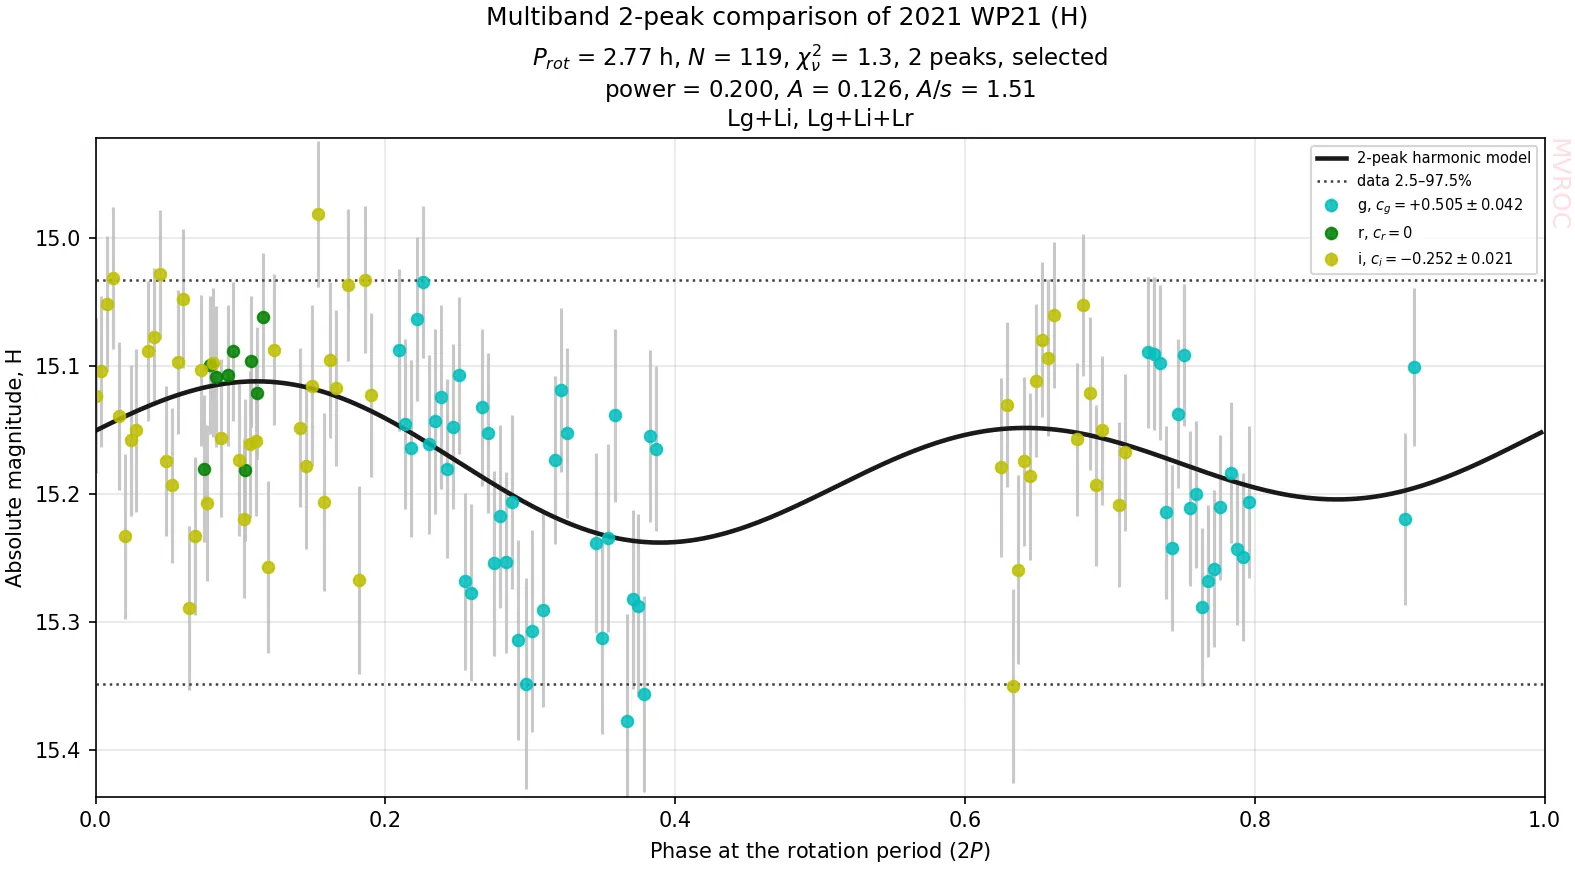 Multiband 2-peak comparison of 2021 WP21 (H)
P_rot = 2.77 h, N = 119, χ²_ν = 1.3, 2 peaks, selected
power = 0.200, A = 0.126, A/s = 1.51
Lg+Li, Lg+Li+Lr
2-peak harmonic model
data 2.5–97.5%
g, c_g = +0.505 ± 0.042
r, c_r = 0
i, c_i = −0.252 ± 0.021
MVROC
Absolute magnitude, H
15.0
15.1
15.2
15.3
15.4
0.0 0.2 0.4 0.6 0.8 1.0
Phase at the rotation period (2P)